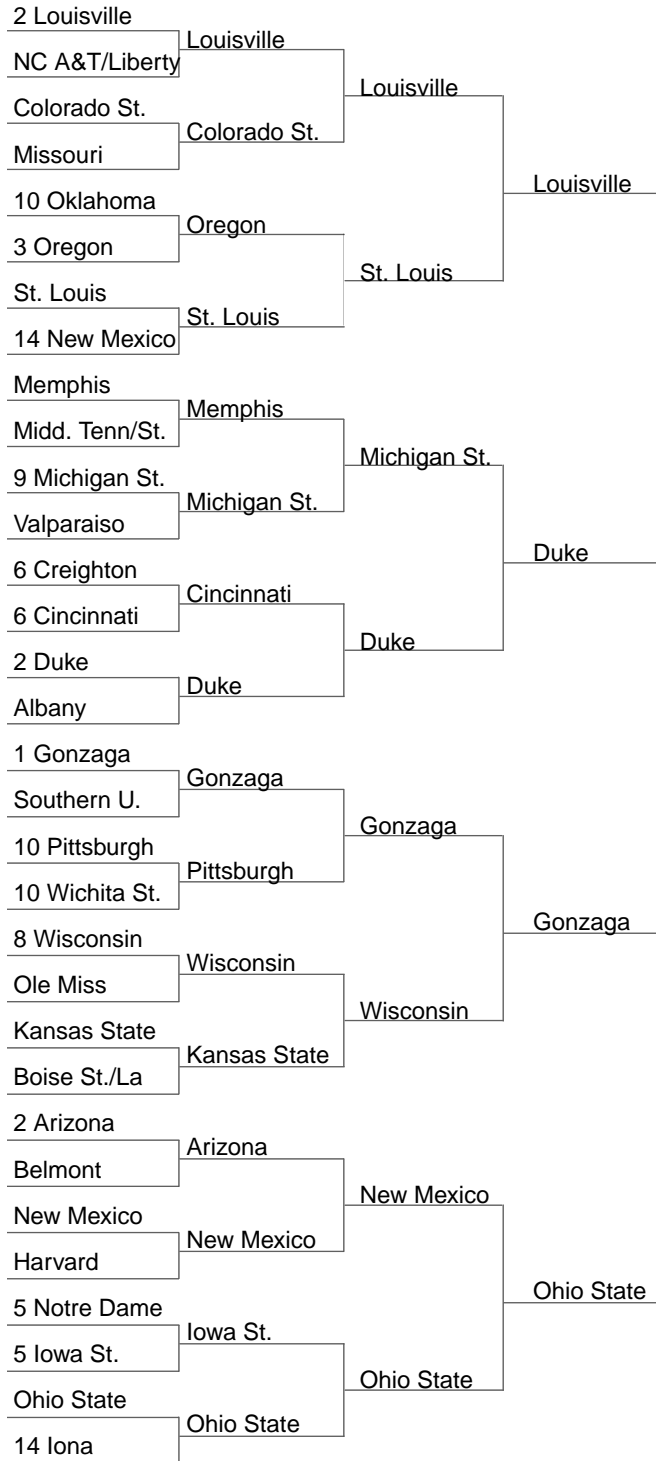 2 Louisville
NC A&T/Liberty
Colorado St.
Missouri
10 Oklahoma
3 Oregon
St. Louis
14 New Mexico
Memphis
Midd. Tenn/St.
9 Michigan St.
Valparaiso
6 Creighton
6 Cincinnati
2 Duke
Albany
1 Gonzaga
Southern U.
10 Pittsburgh
10 Wichita St.
8 Wisconsin
Ole Miss
Kansas State
Boise St./La
2 Arizona
Belmont
New Mexico
Harvard
5 Notre Dame
5 Iowa St.
Ohio State
14 Iona
Louisville
Colorado St.
Oregon
St. Louis
Memphis
Michigan St.
Cincinnati
Duke
Gonzaga
Pittsburgh
Wisconsin
Kansas State
Arizona
New Mexico
Iowa St.
Ohio State
Louisville
St. Louis
Michigan St.
Duke
Gonzaga
Wisconsin
New Mexico
Ohio State
Louisville
Duke
Gonzaga
Ohio State